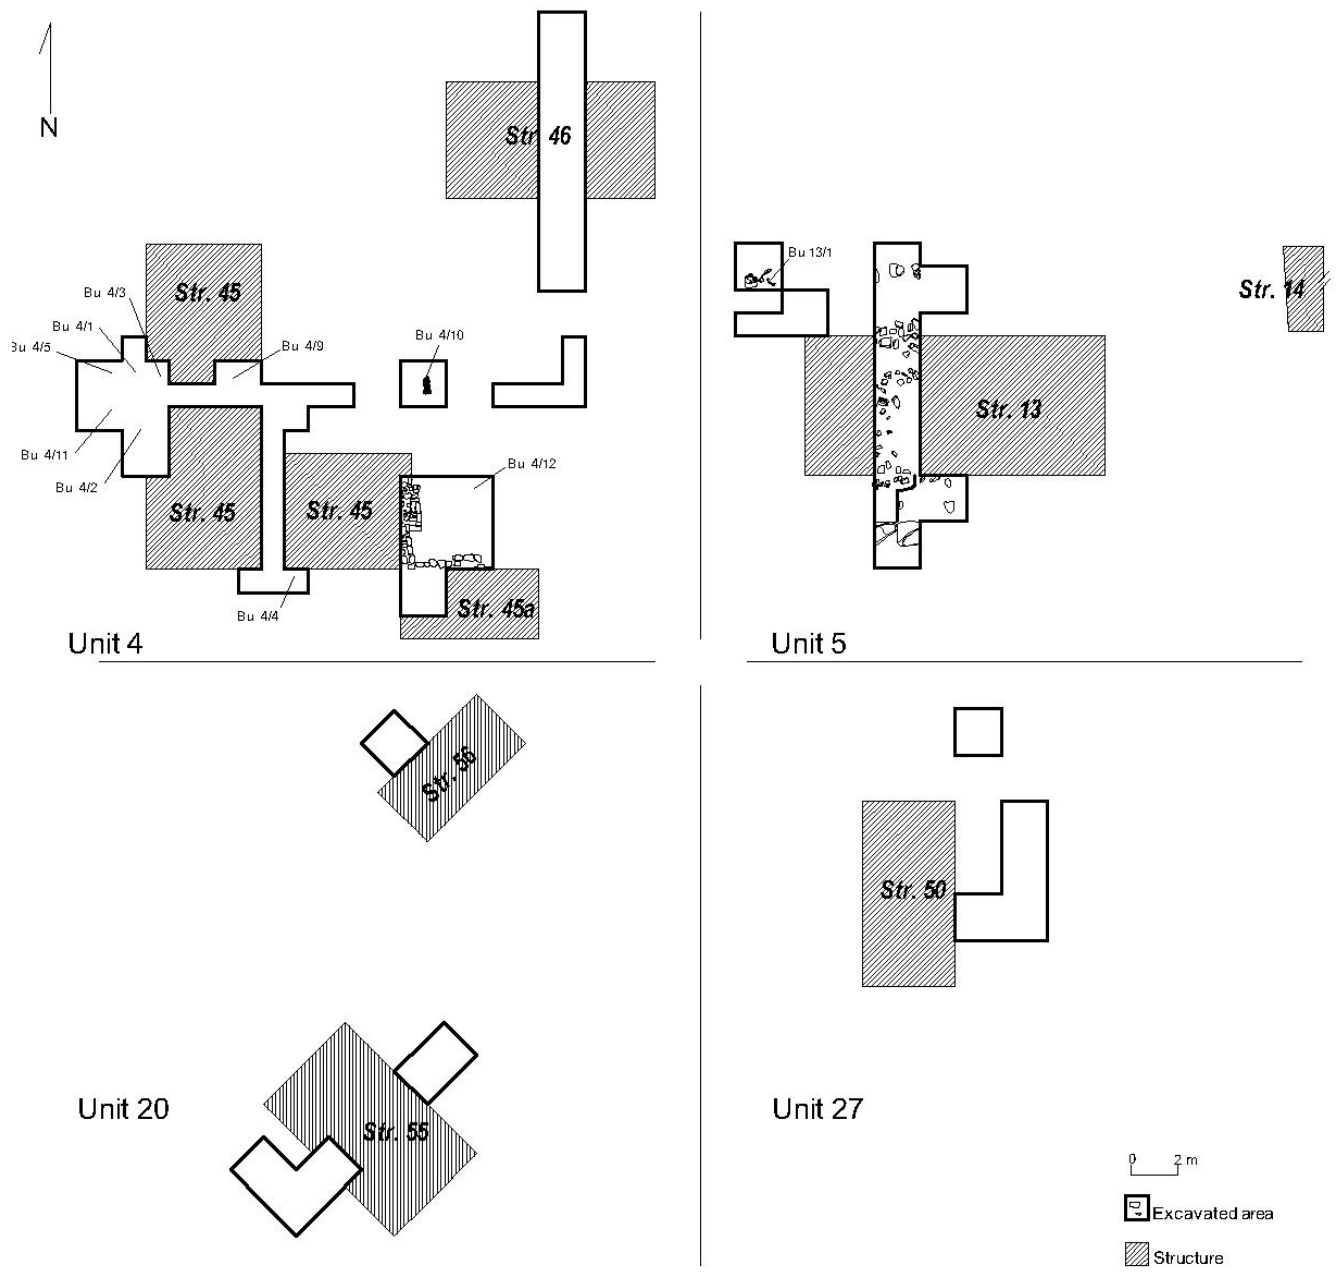 N
Str. 46
Str. 45
Bu 4/3
Bu 4/1
Bu 4/5
Bu 4/9
Bu 4/10
Bu 4/11
Bu 4/2
Str. 45
Str. 45
Bu 4/12
Bu 4/4
Str. 45a
Unit 4
Bu 13/1
Str. 14
Str. 13
Unit 5
Str. 56
Str. 55
Unit 20
Str. 50
Unit 27
0 2 m
Excavated area
Structure